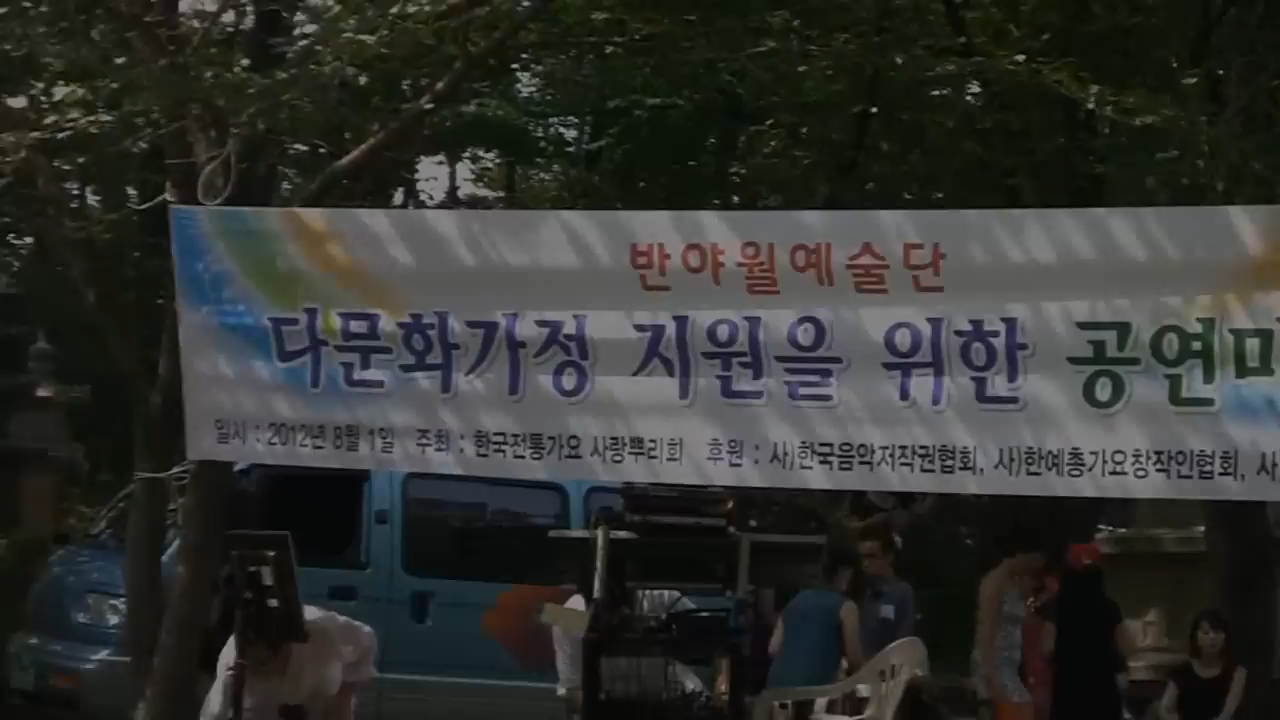 반야월예술단
다문화가정 지원을 위한 공연
일시 : 2012년 8월 1일 주최 : 한국전통가요 사랑뿌리회 후원 : 사)한국음악저작권협회, 사)한예총가요창작인협회, 사